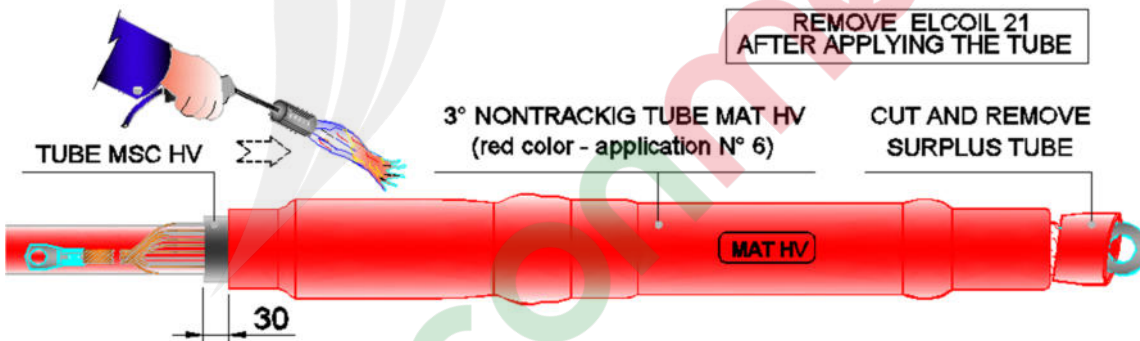 REMOVE ELCOIL 21
AFTER APPLYING THE TUBE
TUBE MSC HV
3° NONTRACKIG TUBE MAT HV
(red color - application N° 6)
CUT AND REMOVE
SURPLUS TUBE
MAT HV
30